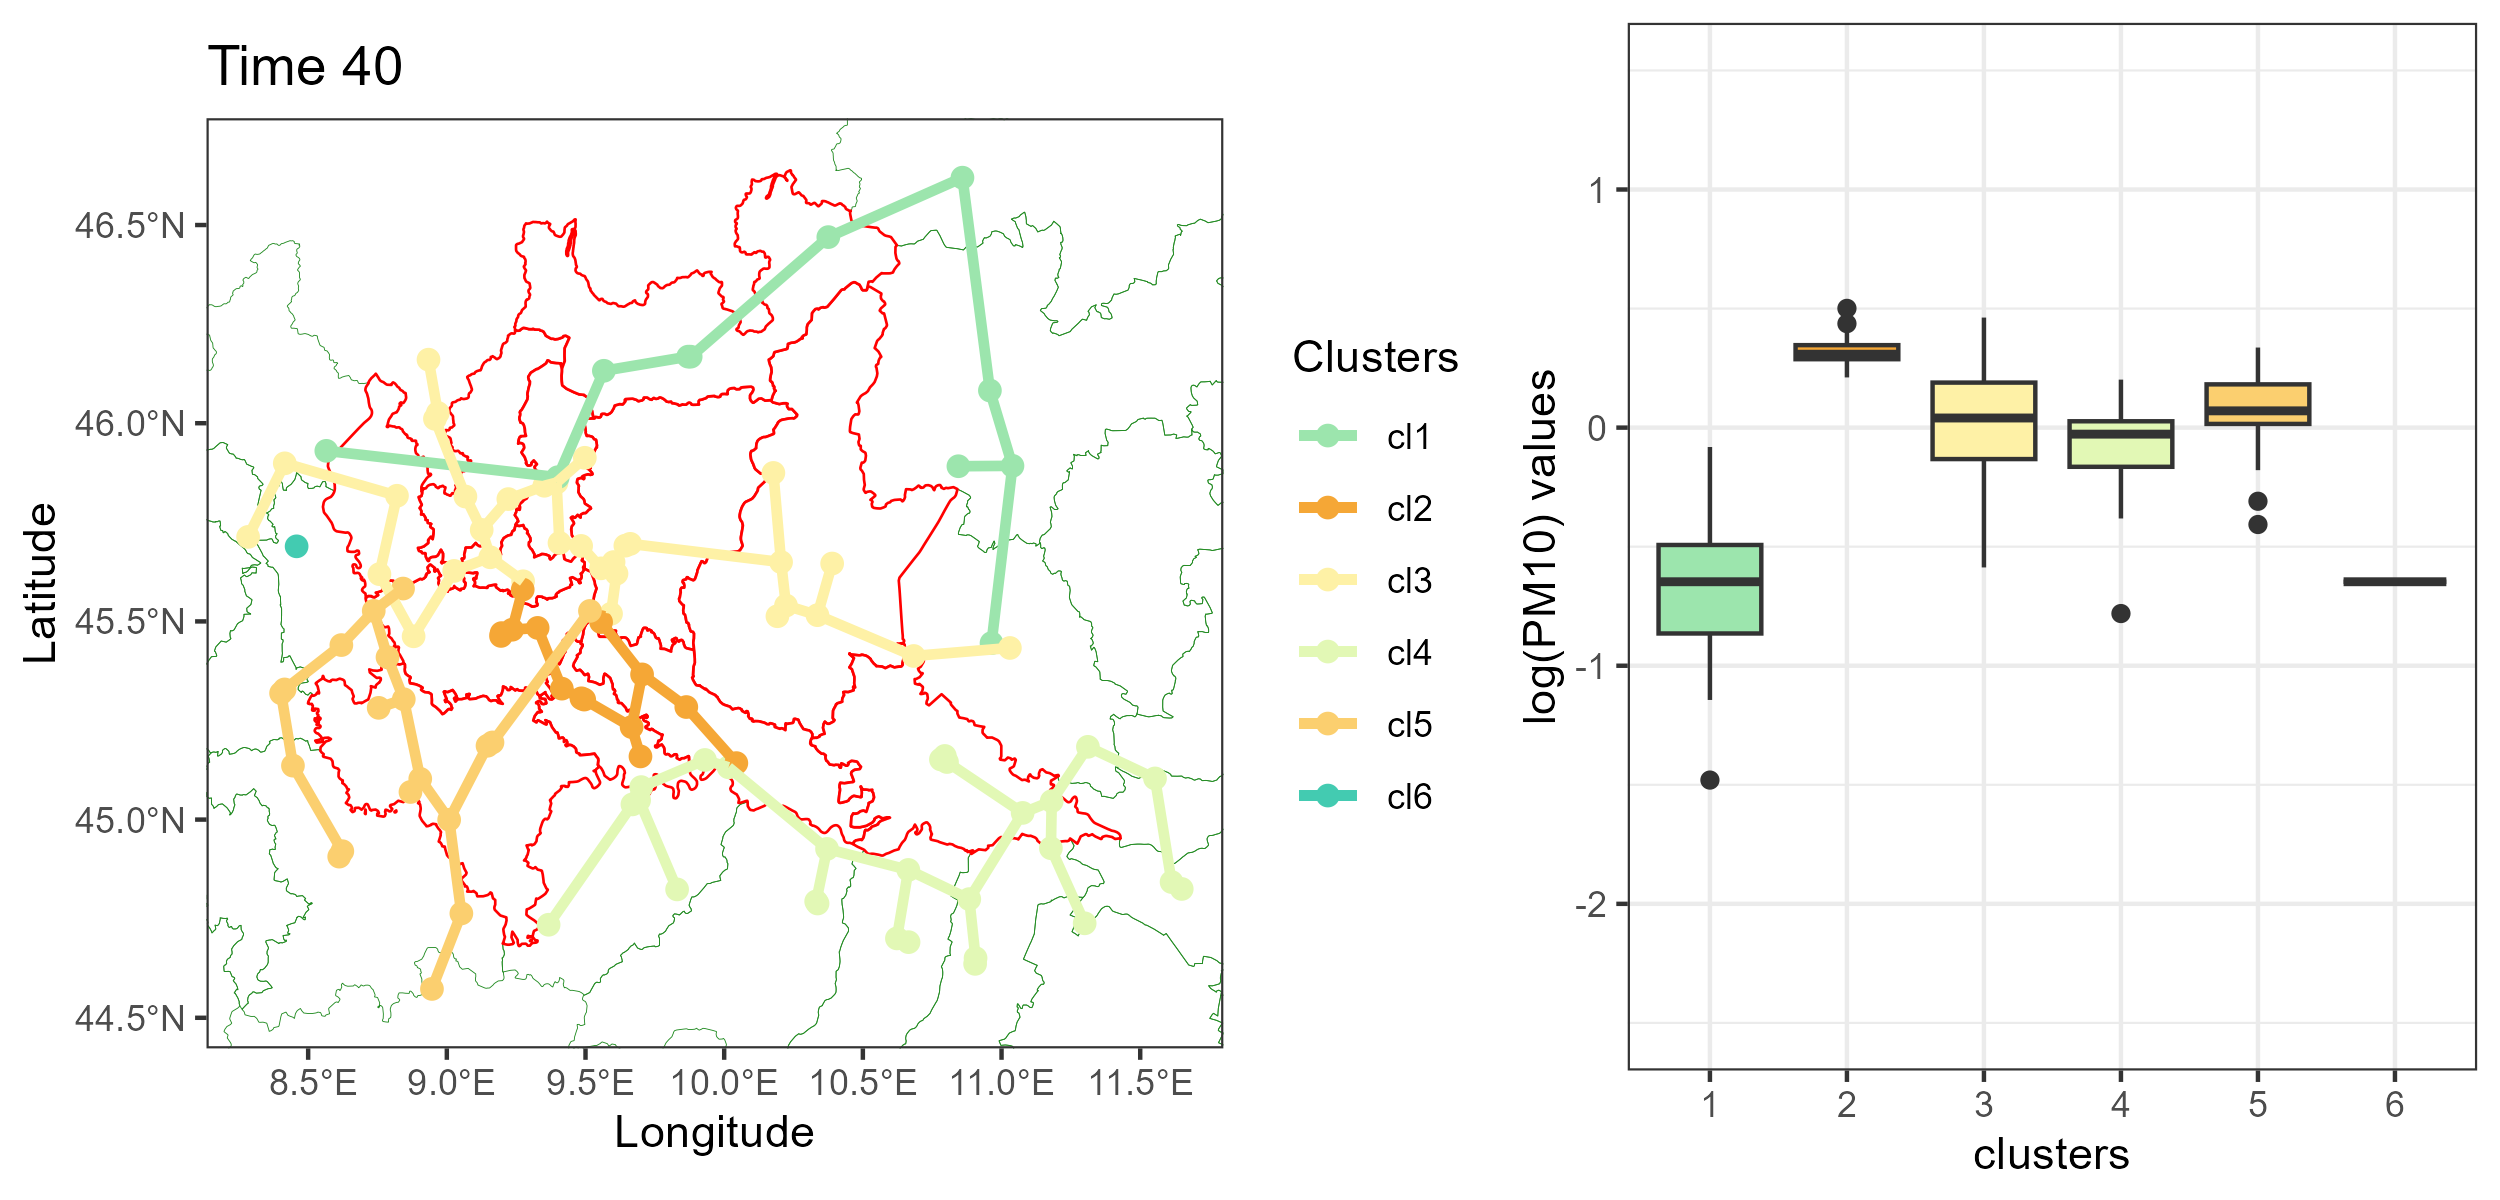 Time 40
Latitude
46.5°N
46.0°N
45.5°N
45.0°N
44.5°N
8.5°E 9.0°E 9.5°E 10.0°E 10.5°E 11.0°E 11.5°E
Longitude
Clusters
cl1
cl2
cl3
cl4
cl5
cl6
log(PM10) values
1
0
-1
-2
1 2 3 4 5 6
clusters